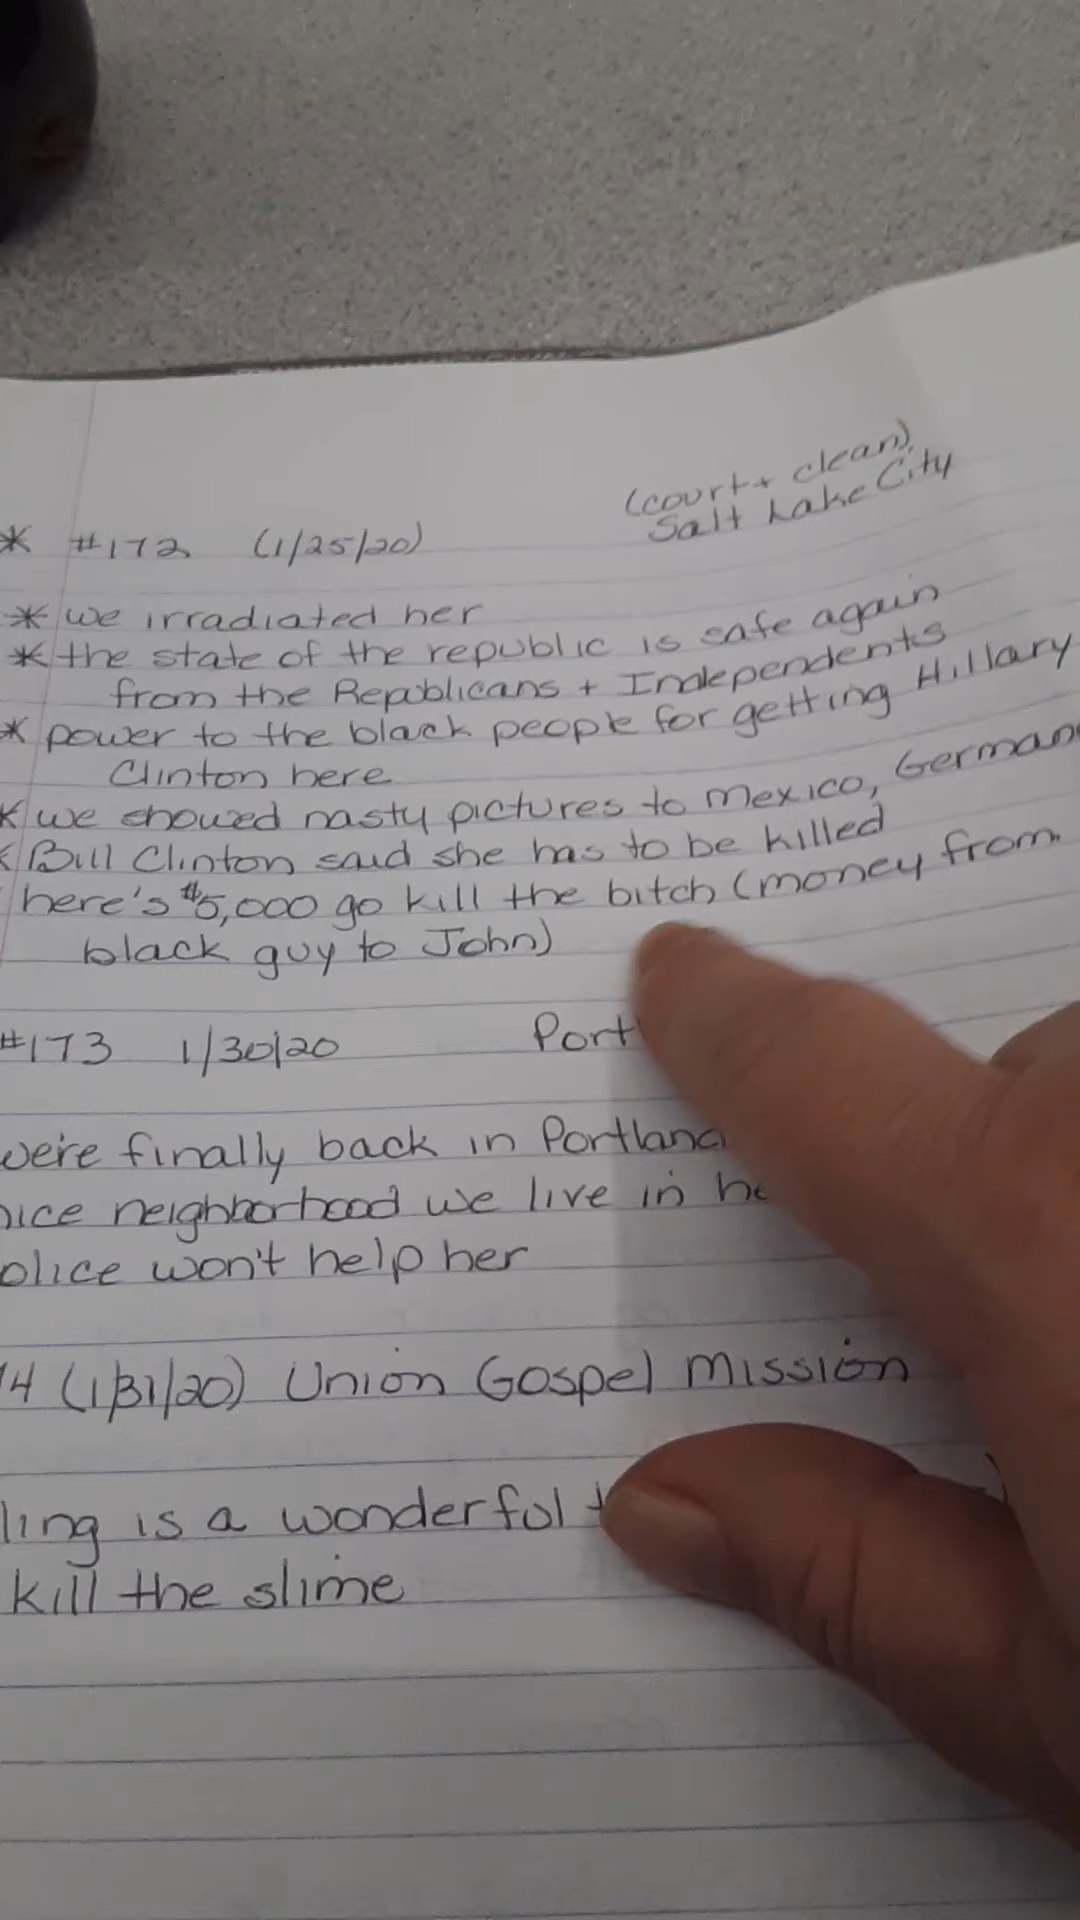 (court + clean)
Salt Lake City
* #172 (1/25/20)
* we irradiated her
* the state of the republic is safe again
from the Republicans + Independents
* power to the black people for getting Hillary
Clinton here
* we showed nasty pictures to Mexico, German
* Bill Clinton said she has to be killed
here's $5,000 go kill the bitch (money from
black guy to John)
#173 1/30/20 Port
we're finally back in Portland
nice neighborhood we live in
police won't help her
4 (1/31/20) Union Gospel Mission
ling is a wonderful
kill the slime